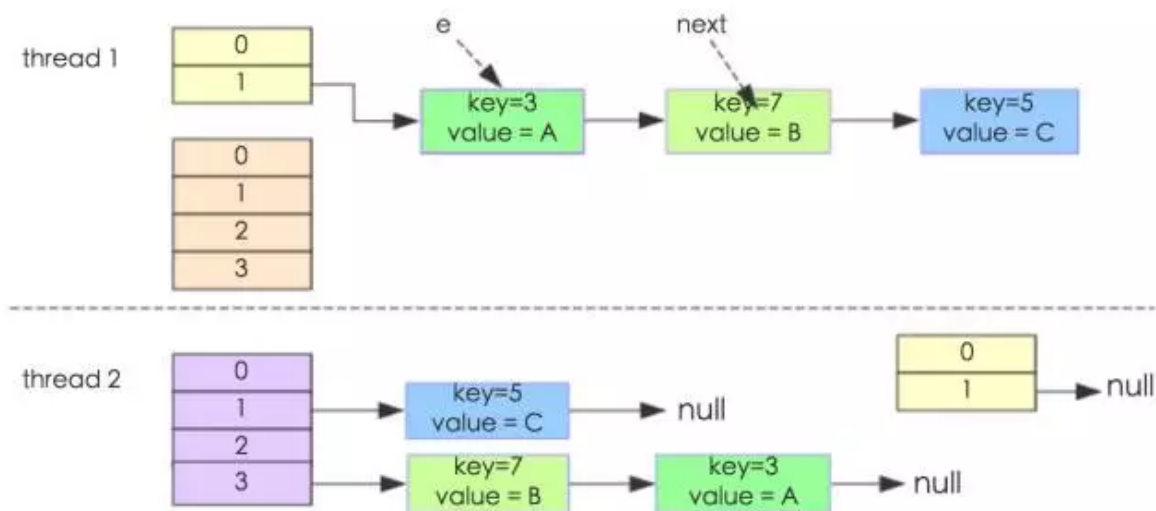 e
next
thread 1
0
1
key=3
value = A
key=7
value = B
key=5
value = C
0
1
2
3
thread 2
0
1
2
3
key=5
value = C
null
key=7
value = B
key=3
value = A
null
0
1
null